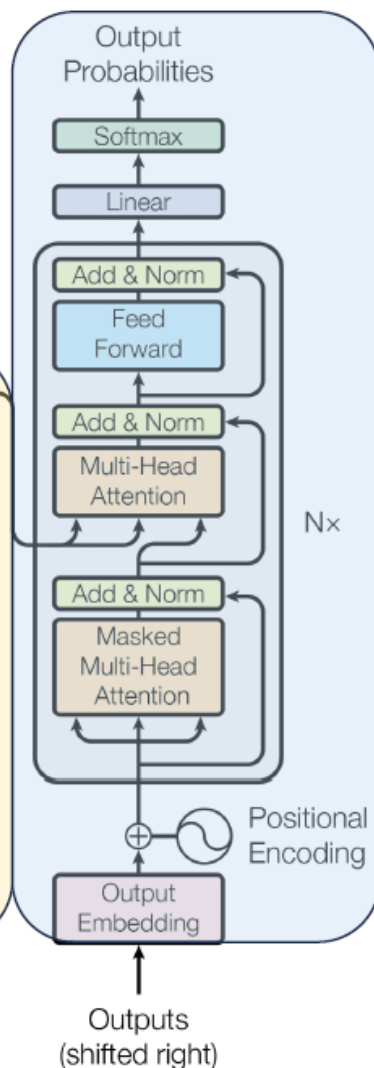 Output
Probabilities
Softmax
Linear
Add & Norm
Feed
Forward
Add & Norm
Multi-Head
Attention
N×
Add & Norm
Masked
Multi-Head
Attention
Positional
Encoding
Output
Embedding
Outputs
(shifted right)